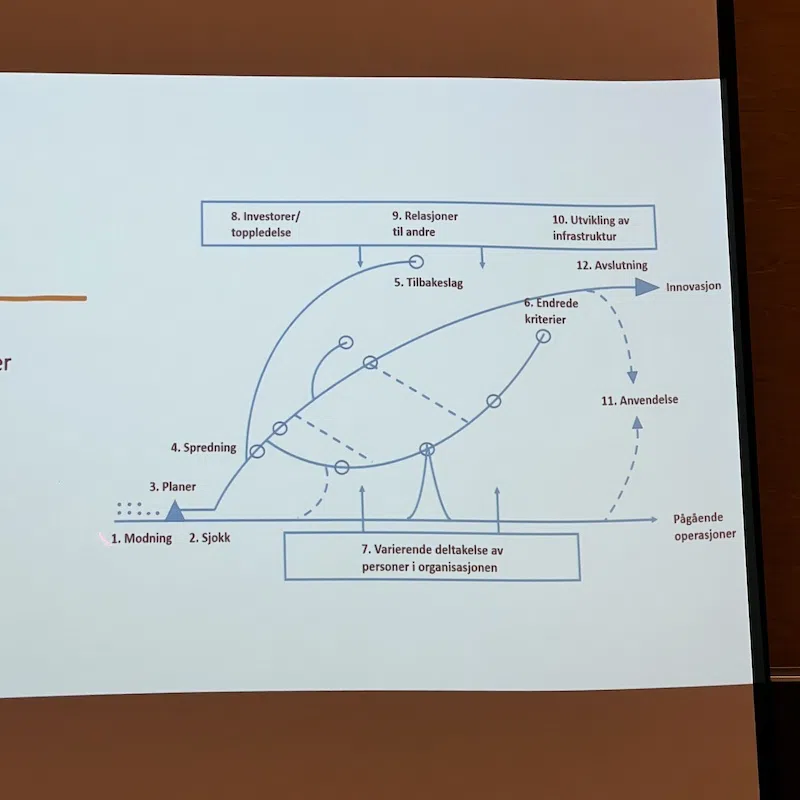 8. Investorer/
toppledelse
9. Relasjoner
til andre
10. Utvikling av
infrastruktur
12. Avslutning
5. Tilbakeslag
Innovasjon
6. Endrede
kriterier
er
11. Anvendelse
4. Spredning
3. Planer
1. Modning
2. Sjokk
Pågående
operasjoner
7. Varierende deltakelse av
personer i organisasjonen